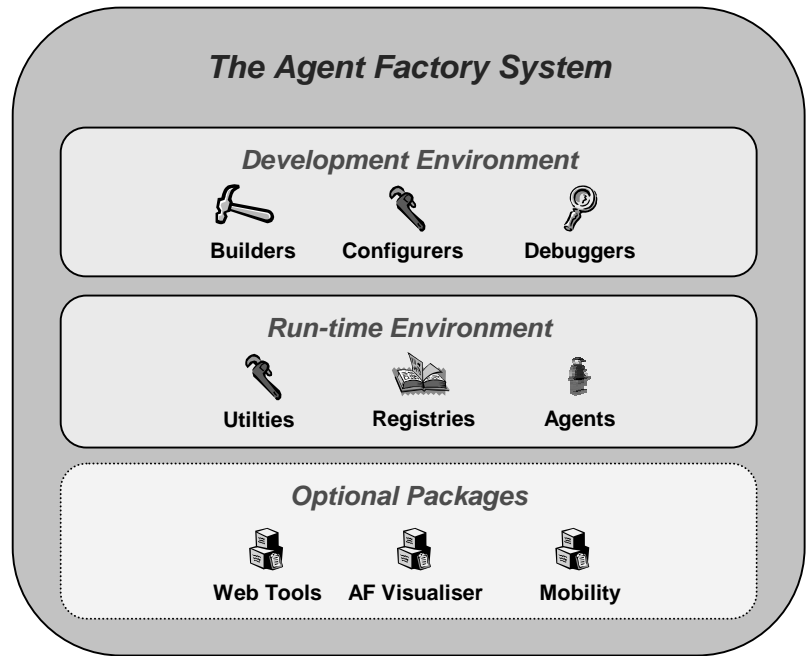 The Agent Factory System
Development Environment
Builders Configurers Debuggers
Run-time Environment
Utilties Registries Agents
Optional Packages
Web Tools AF Visualiser Mobility